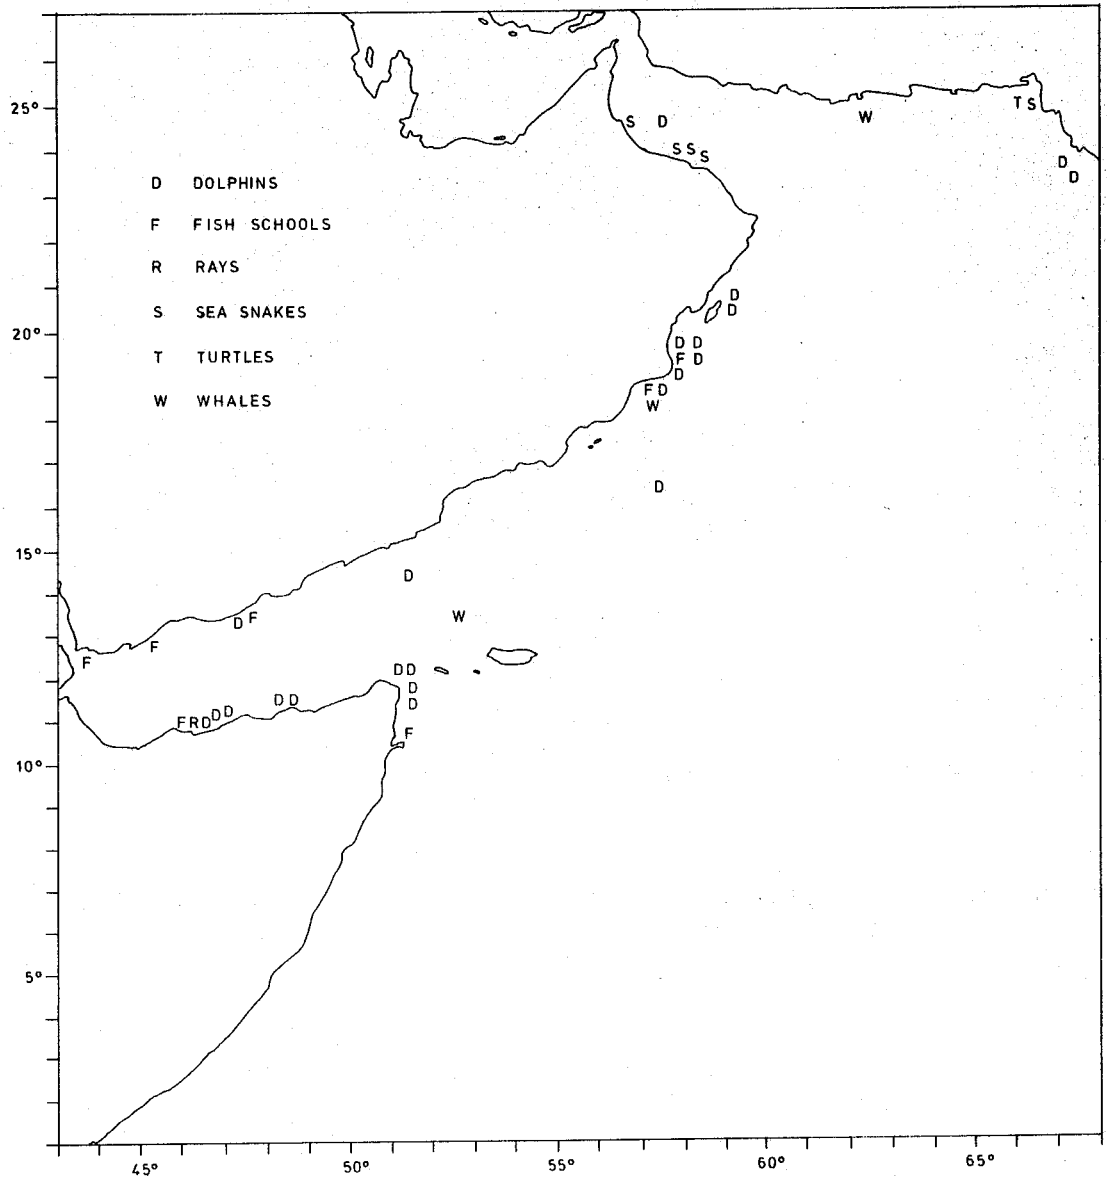 25°
T S
W
S D
S S S
D
D
D DOLPHINS
F FISH SCHOOLS
R RAYS
S SEA SNAKES
T TURTLES
W WHALES
D
D
20°
D D
F D
D
F D
W
D
15°
D
W
D F
F
F
D D
D
D
D D
F R D D D
F
10°
5°
45° 50° 55° 60° 65°